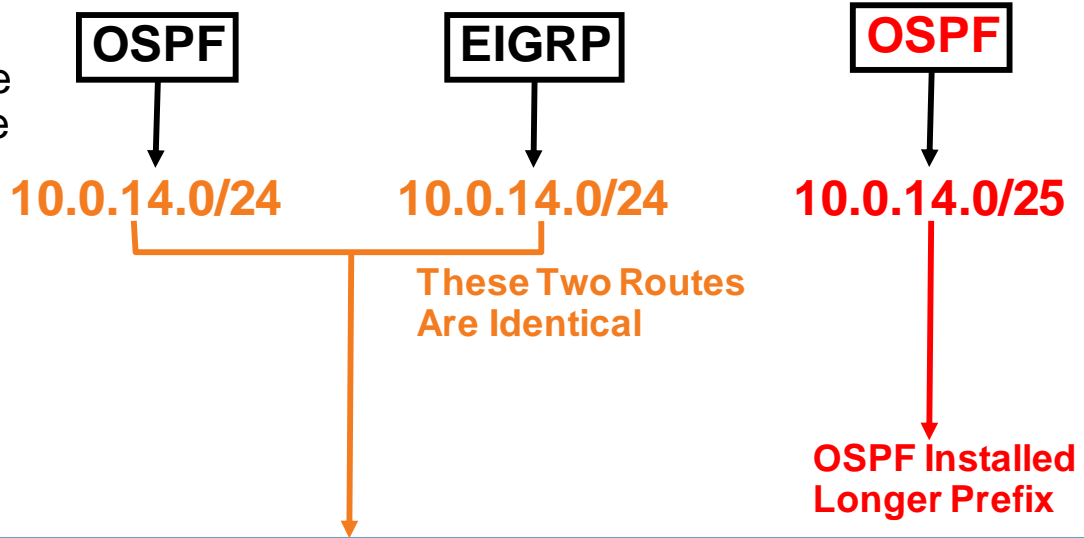 OSPF
EIGRP
OSPF
e
e
10.0.14.0/24
10.0.14.0/24
10.0.14.0/25
These Two Routes
Are Identical
OSPF Installed
Longer Prefix